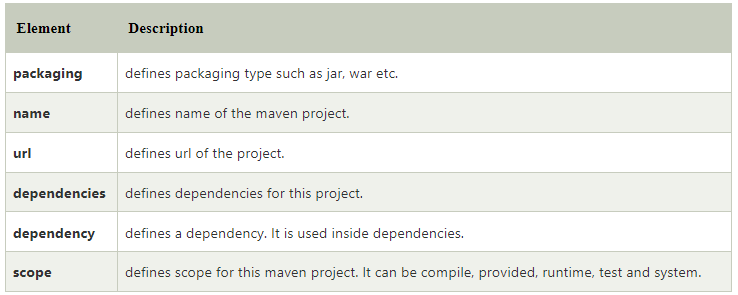 Element Description
packaging defines packaging type such as jar, war etc.
name defines name of the maven project.
url defines url of the project.
dependencies defines dependencies for this project.
dependency defines a dependency. It is used inside dependencies.
scope defines scope for this maven project. It can be compile, provided, runtime, test and system.